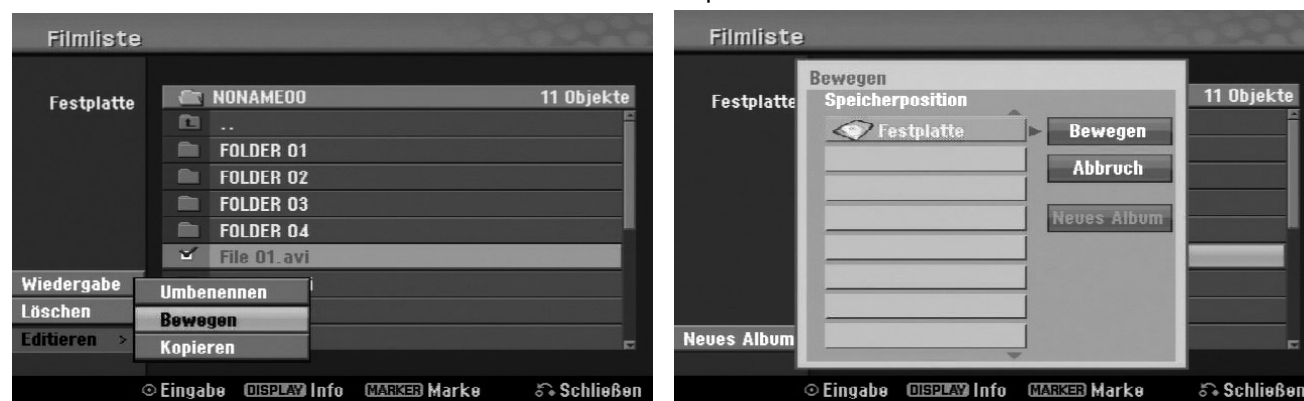 Filmliste
Festplatte
NONAME00 11 Objekte
..
FOLDER 01
FOLDER 02
FOLDER 03
FOLDER 04
File 01.avi
Wiedergabe
Löschen
Editieren >
Umbenennen
Bewegen
Kopieren
Eingabe DISPLAY Info MARKER Marke Schließen
Filmliste
Festplatte
11 Objekte
Bewegen
Speicherposition
Festplatte
Bewegen
Abbruch
Neues Album
Neues Album
Eingabe DISPLAY Info MARKER Marke Schließen